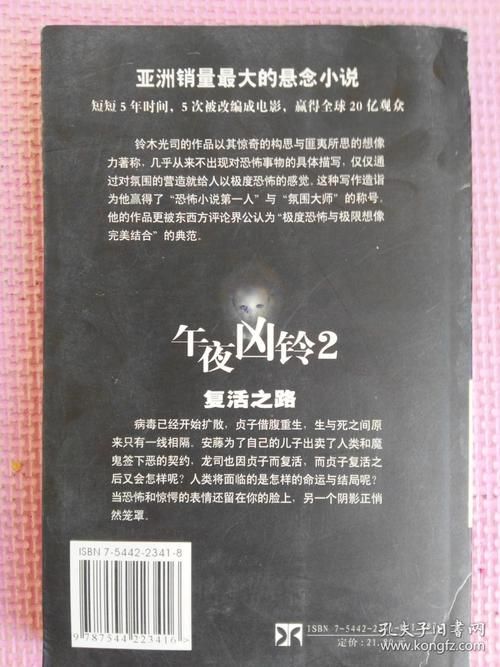 亚洲销量最大的悬念小说
短短5年时间，5次被改编成电影，赢得全球20亿观众
铃木光司的作品以其惊奇的构思与匪夷所思的想像
力著称，几乎从来不出现对恐怖事物的具体描写，仅仅通
过对氛围的营造就给人以极度恐怖的感觉，这种写作造诣
为他赢得了“恐怖小说第一人”与“氛围大师”的称号，
他的作品更被东西方评论界公认为“极度恐怖与极限想像
完美结合”的典范。
午夜凶铃2
复活之路
病毒已经开始扩散，贞子借腹重生，生与死之间原
来只有一线相隔。安藤为了自己的儿子出卖了人类和魔
鬼签下恶的契约，龙司也因贞子而复活，而贞子复活之
后又会怎样呢？人类将面临的是怎样的命运与结局呢？
当恐怖和惊愕的表情还留在你的脸上，另一个阴影正悄
然笼罩。
ISBN 7-5442-2341-8
9 787544 223416
ISBN 7-5442-2
定价：21.
孔夫子旧书网
www.kongfz.com